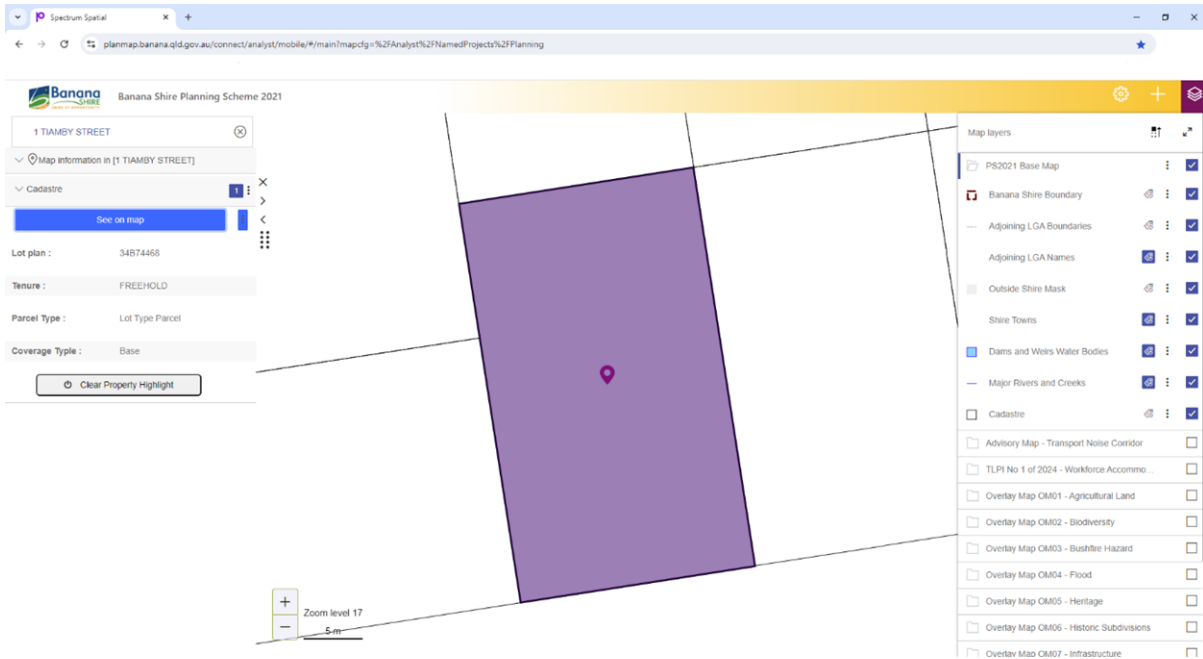 Spectrum Spatial
planmap.banana.qld.gov.au/connect/analyst/mobile/#/main?mapcfg=%2FAnalyst%2FNamedProjects%2FPlanning
Banana
SHIRE
Banana Shire Planning Scheme 2021
1 TIAMBY STREET
Map information in [1 TIAMBY STREET]
Cadastre
1
See on map
Lot plan :
34B74468
Tenure :
FREEHOLD
Parcel Type :
Lot Type Parcel
Coverage Typle :
Base
Clear Property Highlight
Zoom level 17
5 m
Map layers
PS2021 Base Map
Banana Shire Boundary
Adjoining LGA Boundaries
Adjoining LGA Names
Outside Shire Mask
Shire Towns
Dams and Weirs Water Bodies
Major Rivers and Creeks
Cadastre
Advisory Map - Transport Noise Corridor
TLPI No 1 of 2024 - Workforce Accommo...
Overlay Map OM01 - Agricultural Land
Overlay Map OM02 - Biodiversity
Overlay Map OM03 - Bushfire Hazard
Overlay Map OM04 - Flood
Overlay Map OM05 - Heritage
Overlay Map OM06 - Historic Subdivisions
Overlay Map OM07 - Infrastructure